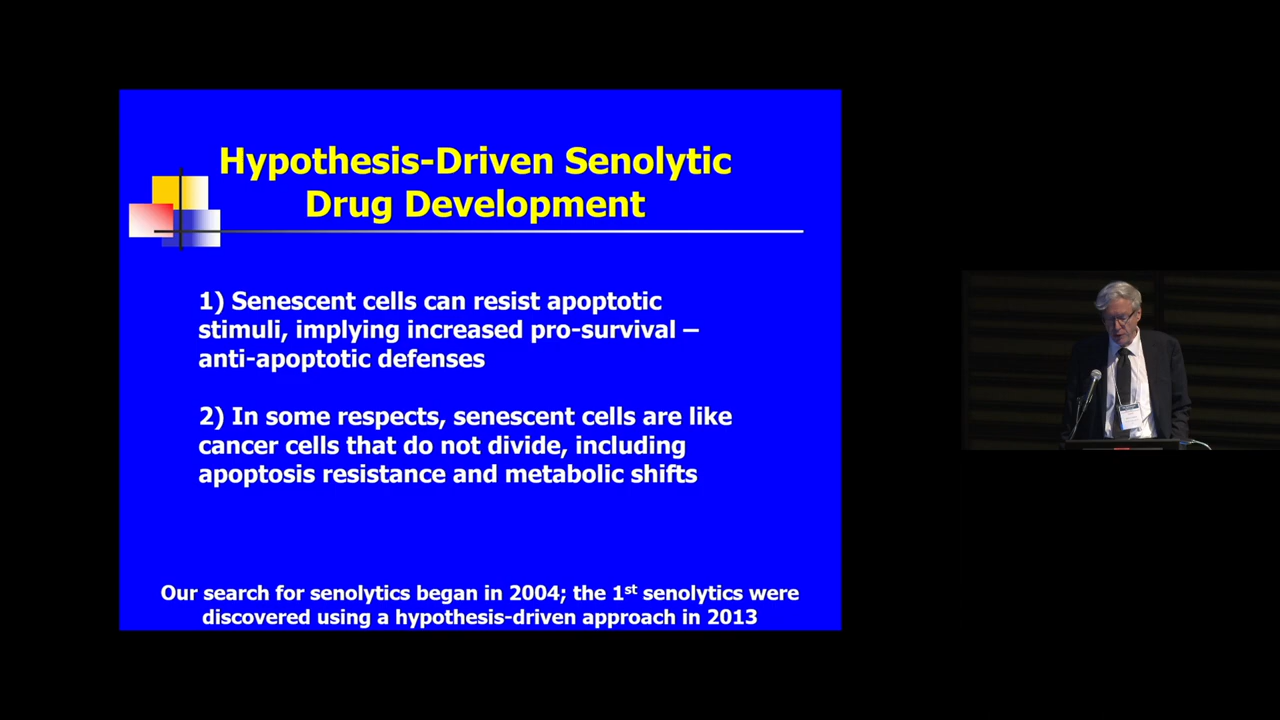 Hypothesis-Driven Senolytic
Drug Development
1) Senescent cells can resist apoptotic
stimuli, implying increased pro-survival –
anti-apoptotic defenses
2) In some respects, senescent cells are like
cancer cells that do not divide, including
apoptosis resistance and metabolic shifts
Our search for senolytics began in 2004; the 1st senolytics were
discovered using a hypothesis-driven approach in 2013